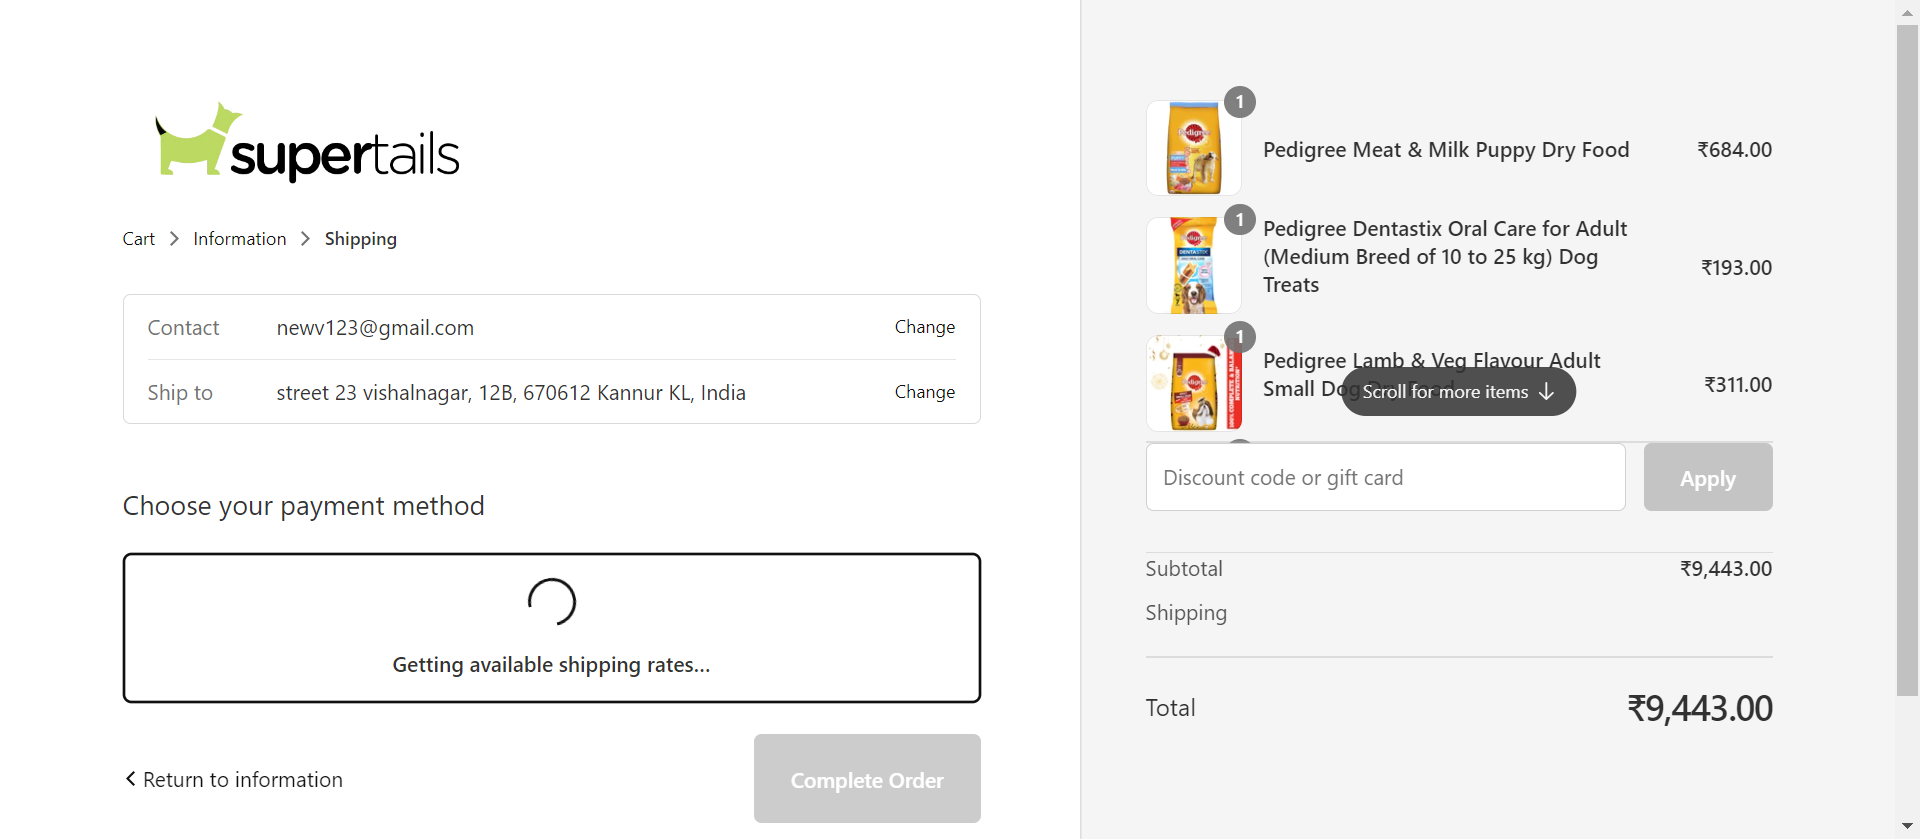 supertails
Cart > Information > Shipping
Contact newv123@gmail.com Change
Ship to street 23 vishalnagar, 12B, 670612 Kannur KL, India Change
Choose your payment method
Getting available shipping rates...
Return to information
Complete Order
1
Pedigree Meat & Milk Puppy Dry Food ₹684.00
1
Pedigree Dentastix Oral Care for Adult
(Medium Breed of 10 to 25 kg) Dog
Treats
₹193.00
1
Pedigree Lamb & Veg Flavour Adult
Small Dog Dry Food
₹311.00
Scroll for more items ↓
Discount code or gift card
Apply
Subtotal ₹9,443.00
Shipping
Total ₹9,443.00